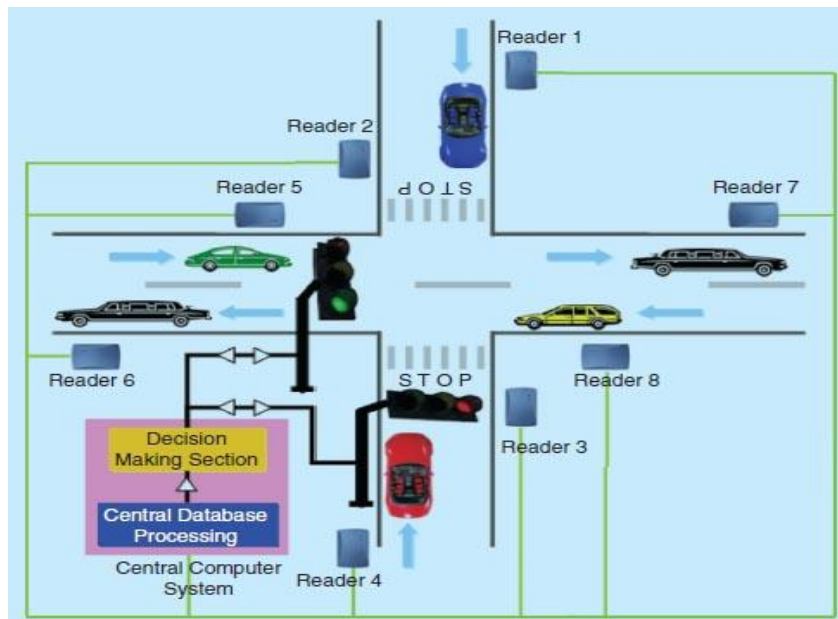 Reader 1
Reader 2
Reader 5
Reader 7
STOP
Reader 6
STOP
Reader 8
Reader 3
Decision
Making Section
Central Database
Processing
Central Computer
System
Reader 4